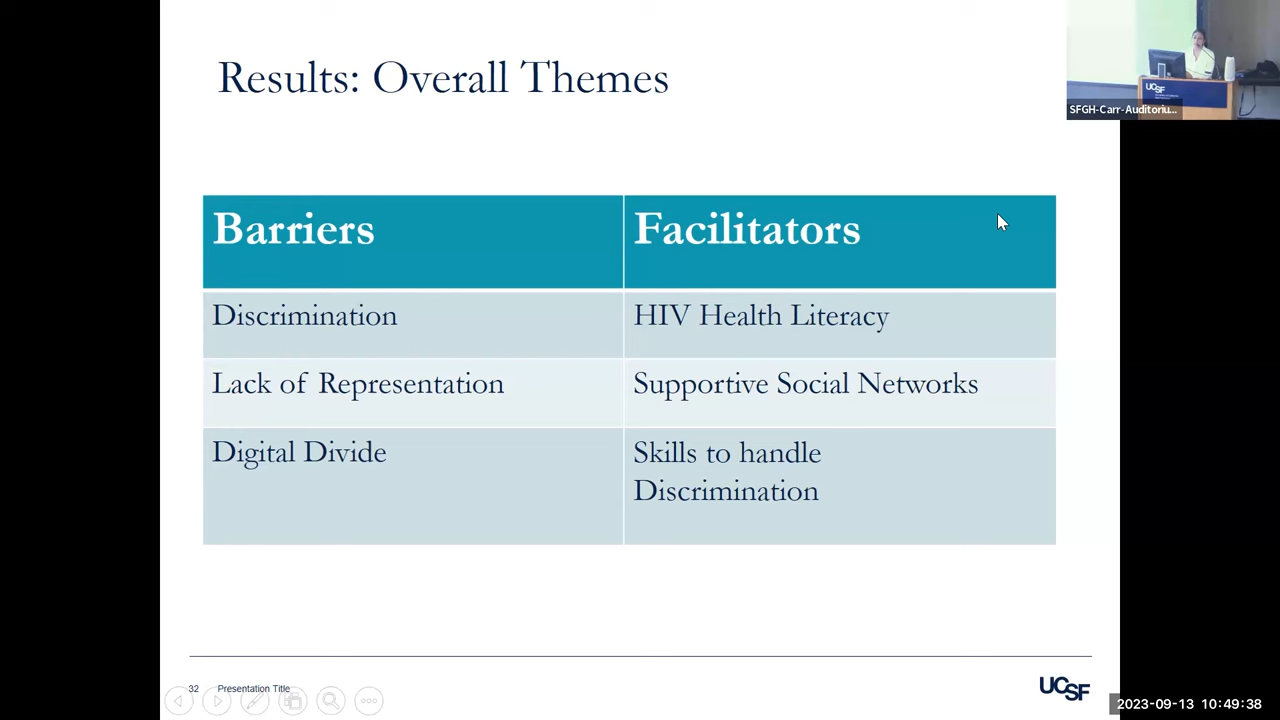 Results: Overall Themes
UCSF
SFGH-Carr-Auditoriu...
Barriers
Facilitators
Discrimination
HIV Health Literacy
Lack of Representation
Supportive Social Networks
Digital Divide
Skills to handle
Discrimination
32
Presentation Title
UCSF
2023-09-13 10:49:38